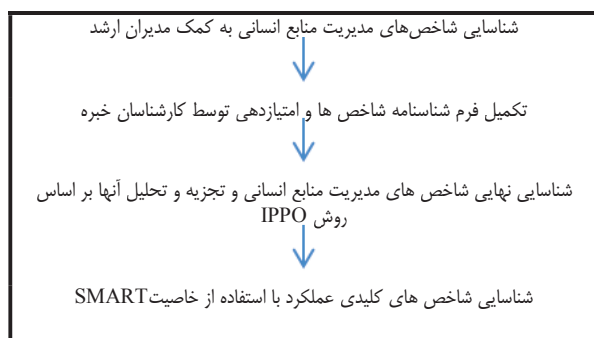 شناسایی شاخص‌های مدیریت منابع انسانی به کمک مدیران ارشد
تکمیل فرم شناسنامه شاخص ها و امتیازدهی توسط کارشناسان خبره
شناسایی نهایی شاخص های مدیریت منابع انسانی و تجزیه و تحلیل آنها بر اساس
روش IPPO
شناسایی شاخص های کلیدی عملکرد با استفاده از خاصیتSMART